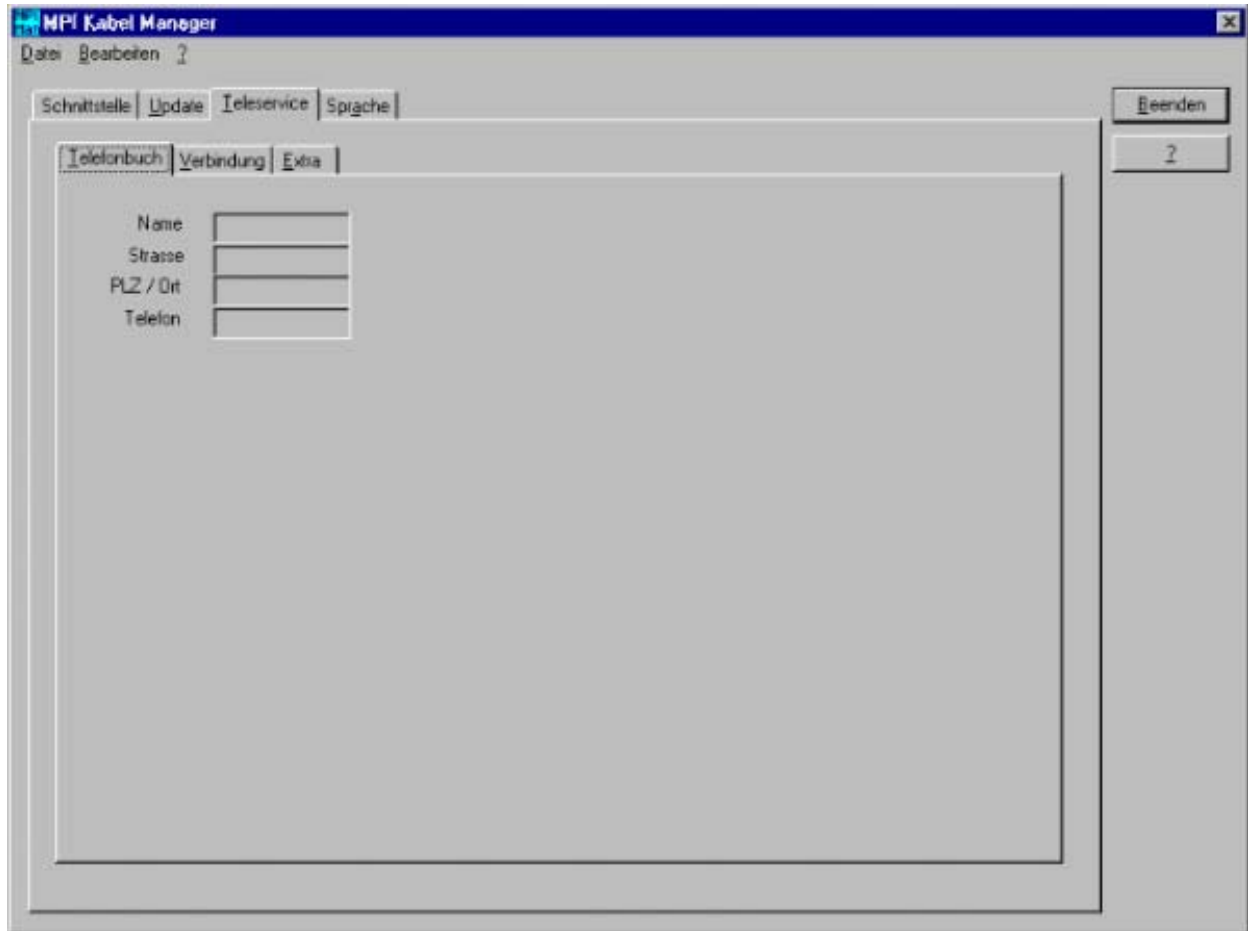 MPI Kabel Manager
Datei Bearbeiten ?
Schnittstelle Update Teleservice Sprache
Beenden
Telefonbuch Verbindung Extra
?
Name
Strasse
PLZ / Ort
Telefon